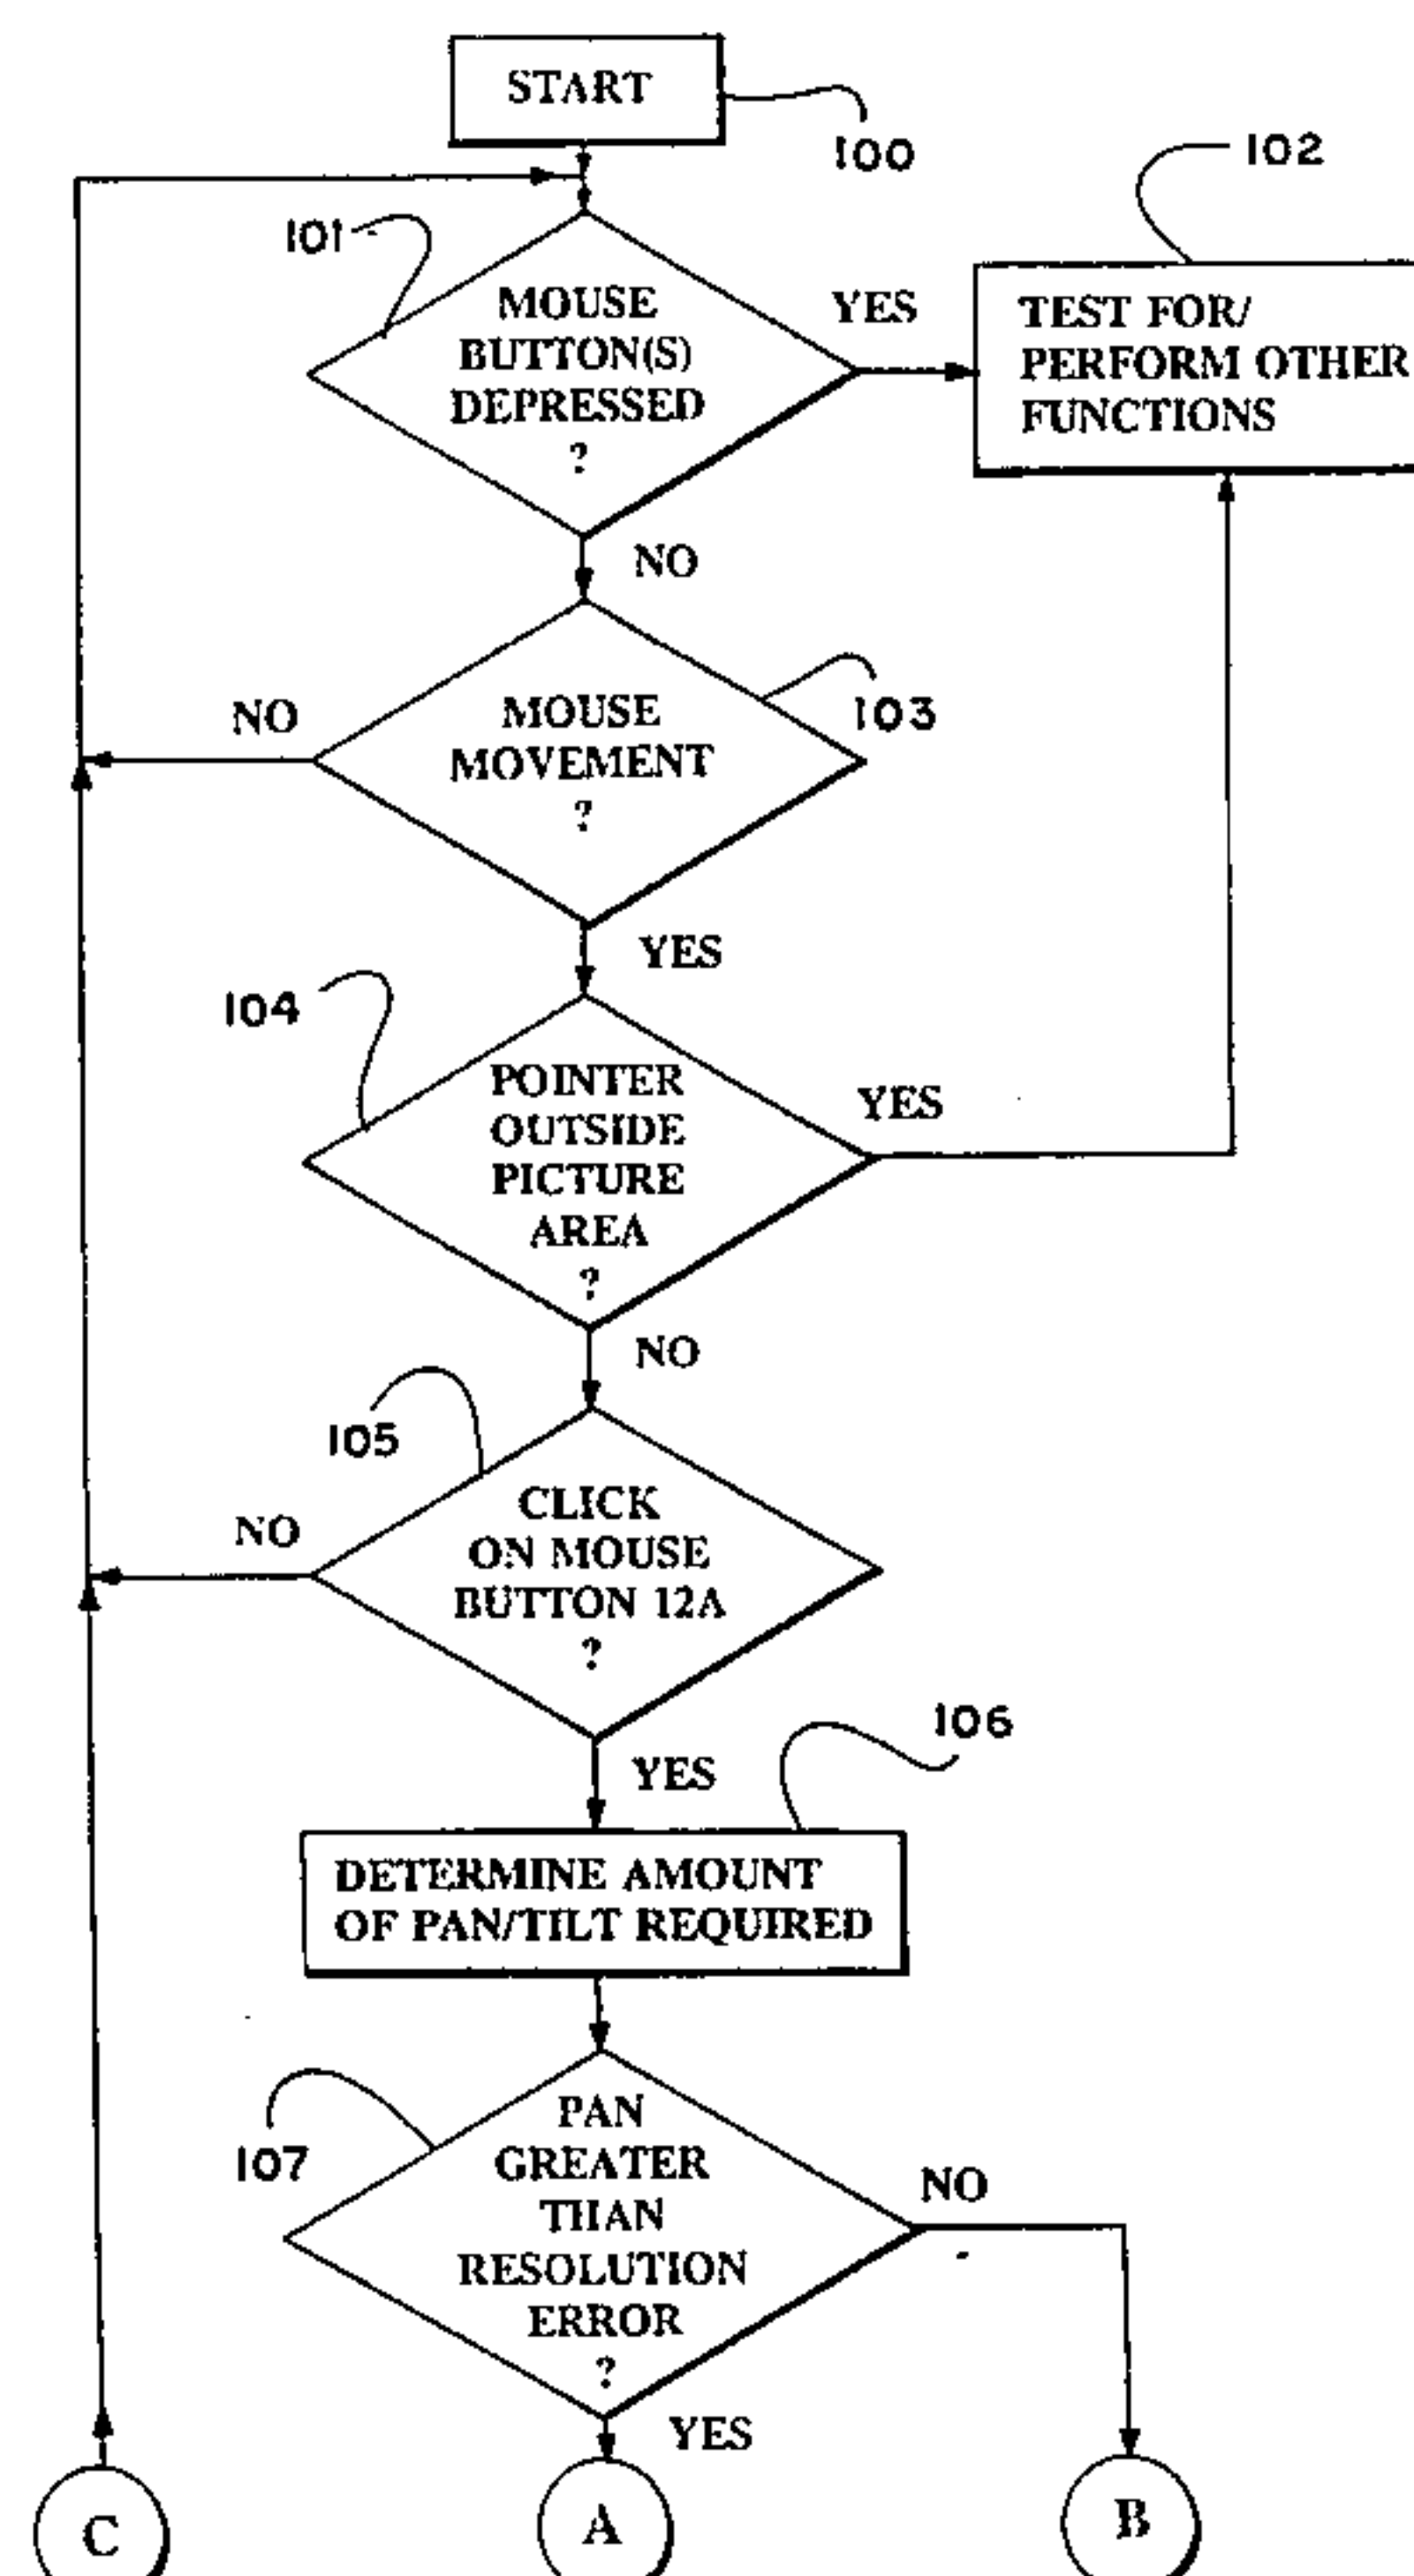 START
100
102
101
MOUSE
BUTTON(S)
DEPRESSED
?
YES
TEST FOR/
PERFORM OTHER
FUNCTIONS
NO
MOUSE
MOVEMENT
?
103
NO
YES
104
POINTER
OUTSIDE
PICTURE
AREA
?
YES
NO
105
CLICK
ON MOUSE
BUTTON 12A
?
NO
YES
106
DETERMINE AMOUNT
OF PAN/TILT REQUIRED
107
PAN
GREATER
THAN
RESOLUTION
ERROR
?
NO
YES
C
A
B